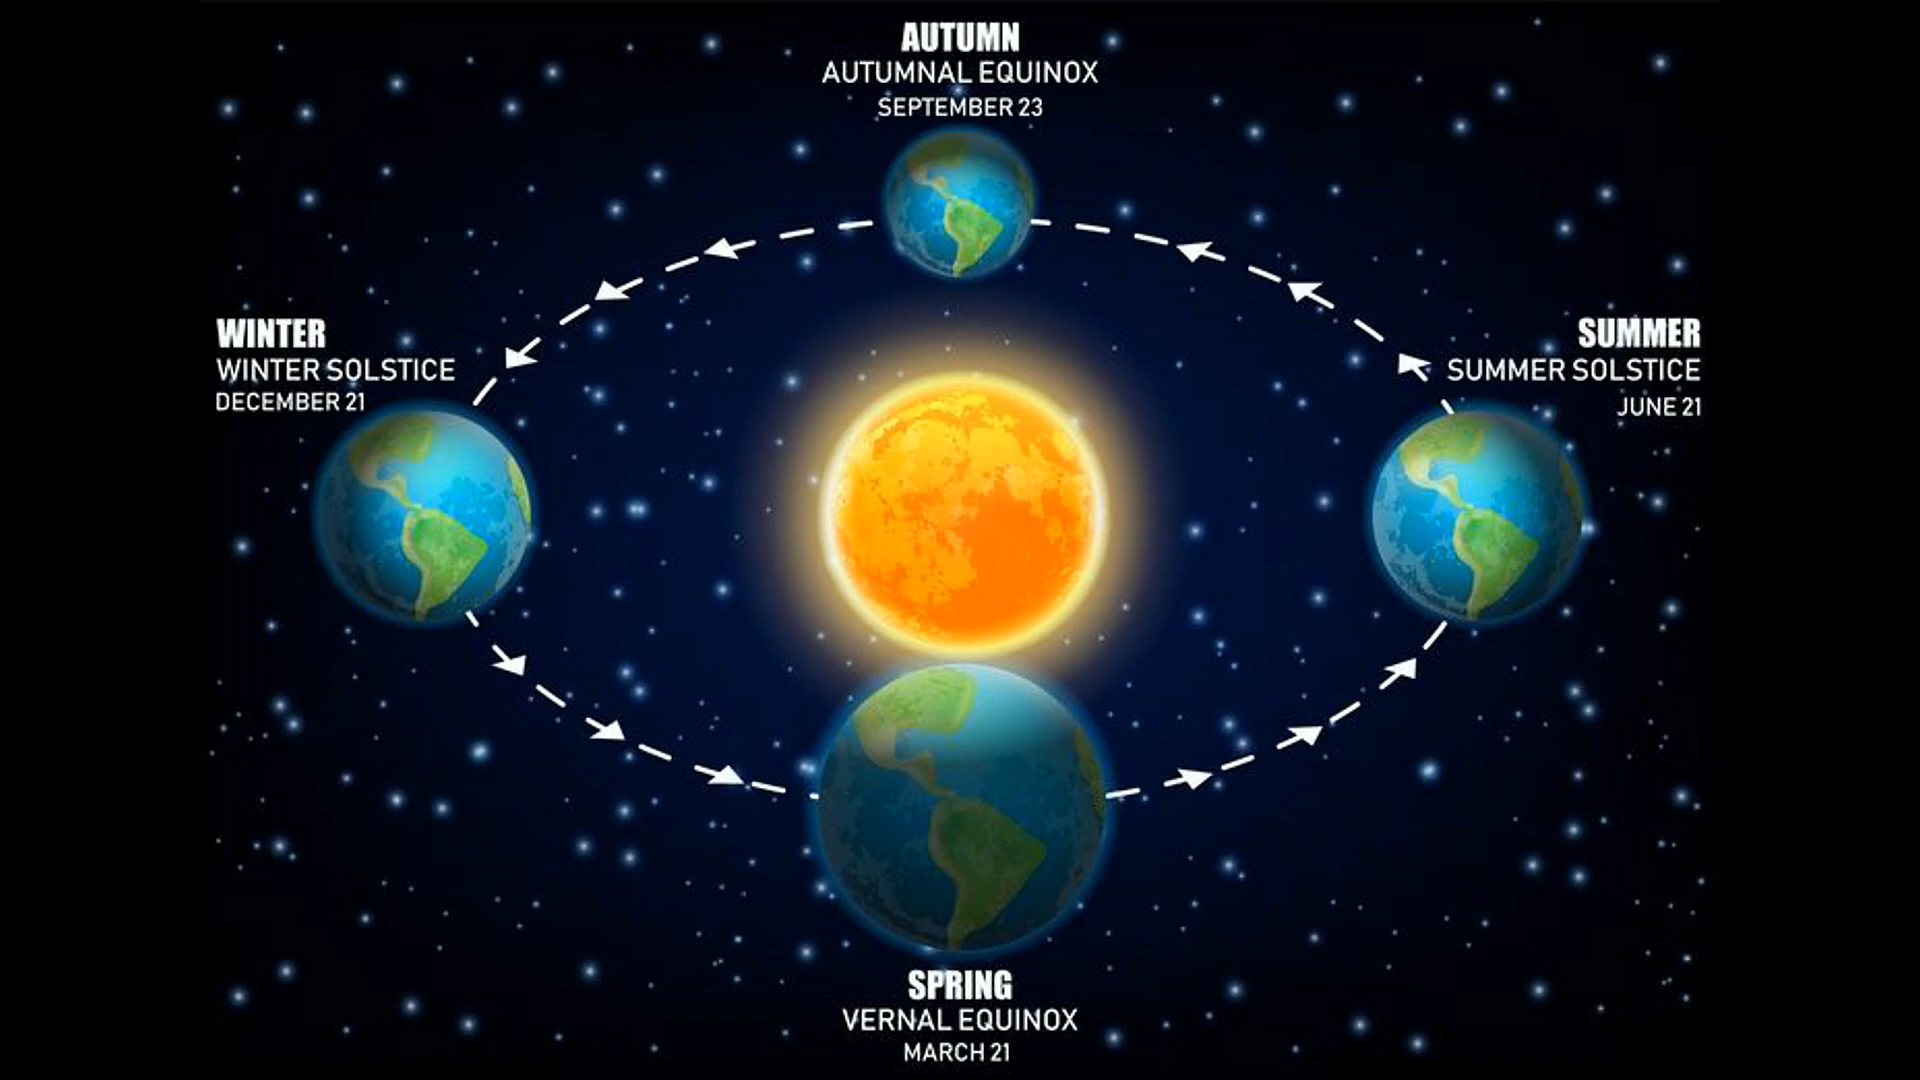 AUTUMN
AUTUMNAL EQUINOX
SEPTEMBER 23
WINTER
WINTER SOLSTICE
DECEMBER 21
SUMMER
SUMMER SOLSTICE
JUNE 21
SPRING
VERNAL EQUINOX
MARCH 21